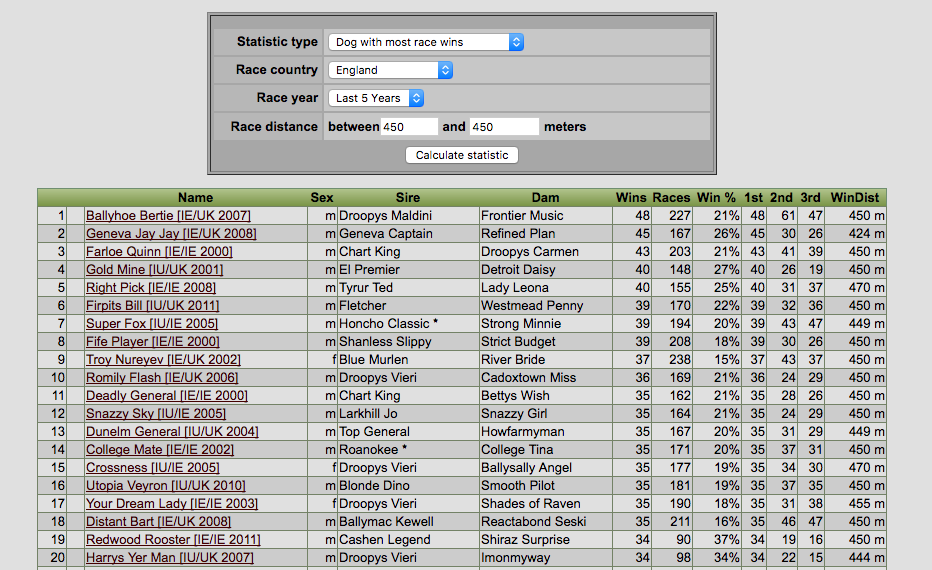 Statistic type Dog with most race wins
Race country England
Race year Last 5 Years
Race distance between 450 and 450 meters
Calculate statistic
Name Sex Sire Dam Wins Races Win % 1st 2nd 3rd WinDist
1 Ballyhoe Bertie [IE/UK 2007] m Droopys Maldini Frontier Music 48 227 21% 48 61 47 450 m
2 Geneva Jay Jay [IE/UK 2008] m Geneva Captain Refined Plan 45 167 26% 45 30 26 424 m
3 Farloe Quinn [IE/IE 2000] m Chart King Droopys Carmen 43 203 21% 43 41 39 450 m
4 Gold Mine [IU/UK 2001] m El Premier Detroit Daisy 40 148 27% 40 26 19 450 m
5 Right Pick [IE/IE 2008] m Tyrur Ted Lady Leona 40 155 25% 40 31 37 470 m
6 Firpits Bill [IU/UK 2011] m Fletcher Westmead Penny 39 170 22% 39 32 36 450 m
7 Super Fox [IU/IE 2005] m Honcho Classic * Strong Minnie 39 194 20% 39 43 47 449 m
8 Fife Player [IE/IE 2000] m Shanless Slippy Strict Budget 39 208 18% 39 30 26 450 m
9 Troy Nureyev [IE/UK 2002] f Blue Murlen River Bride 37 238 15% 37 43 37 450 m
10 Romily Flash [IE/UK 2006] m Droopys Vieri Cadoxtown Miss 36 169 21% 36 24 29 450 m
11 Deadly General [IE/IE 2000] m Chart King Bettys Wish 35 162 21% 35 28 26 450 m
12 Snazzy Sky [IU/IE 2005] m Larkhill Jo Snazzy Girl 35 164 21% 35 24 29 450 m
13 Dunelm General [IU/UK 2004] m Top General Howfarmyman 35 167 20% 35 31 29 449 m
14 College Mate [IE/IE 2002] m Roanokee * College Tina 35 171 20% 35 37 31 450 m
15 Crossness [IU/IE 2005] f Droopys Vieri Ballysally Angel 35 177 19% 35 34 30 470 m
16 Utopia Veyron [IU/UK 2010] m Blonde Dino Smooth Pilot 35 181 19% 35 37 35 450 m
17 Your Dream Lady [IE/IE 2003] f Droopys Vieri Shades of Raven 35 190 18% 35 31 38 455 m
18 Distant Bart [IE/UK 2008] m Ballymac Kewell Reactabond Seski 35 211 16% 35 46 47 450 m
19 Redwood Rooster [IE/IE 2011] m Cashen Legend Shiraz Surprise 34 90 37% 34 19 16 450 m
20 Harrys Yer Man [IU/UK 2007] m Droopys Vieri Imonmyway 34 98 34% 34 22 15 444 m